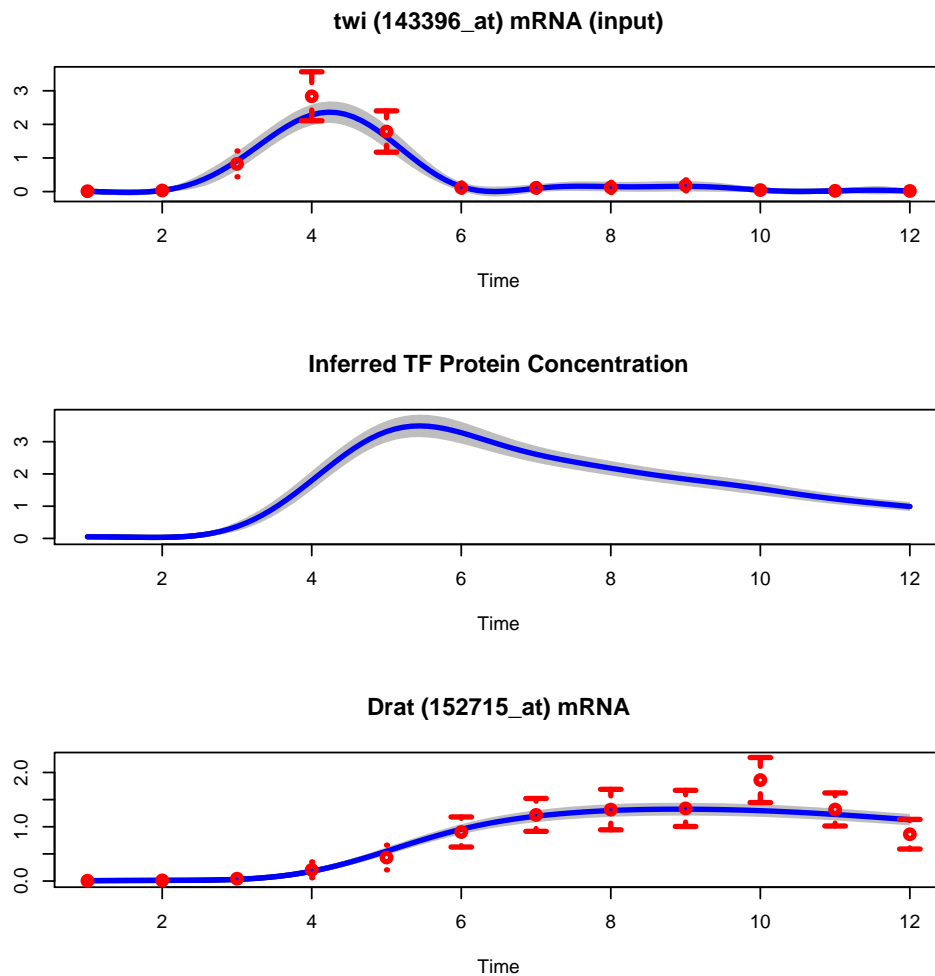 twi (143396_at) mRNA (input)
3
2
1
0
2 4 6 8 10 12
Time
Inferred TF Protein Concentration
3
2
1
0
2 4 6 8 10 12
Time
Drat (152715_at) mRNA
2.0
1.0
0.0
2 4 6 8 10 12
Time